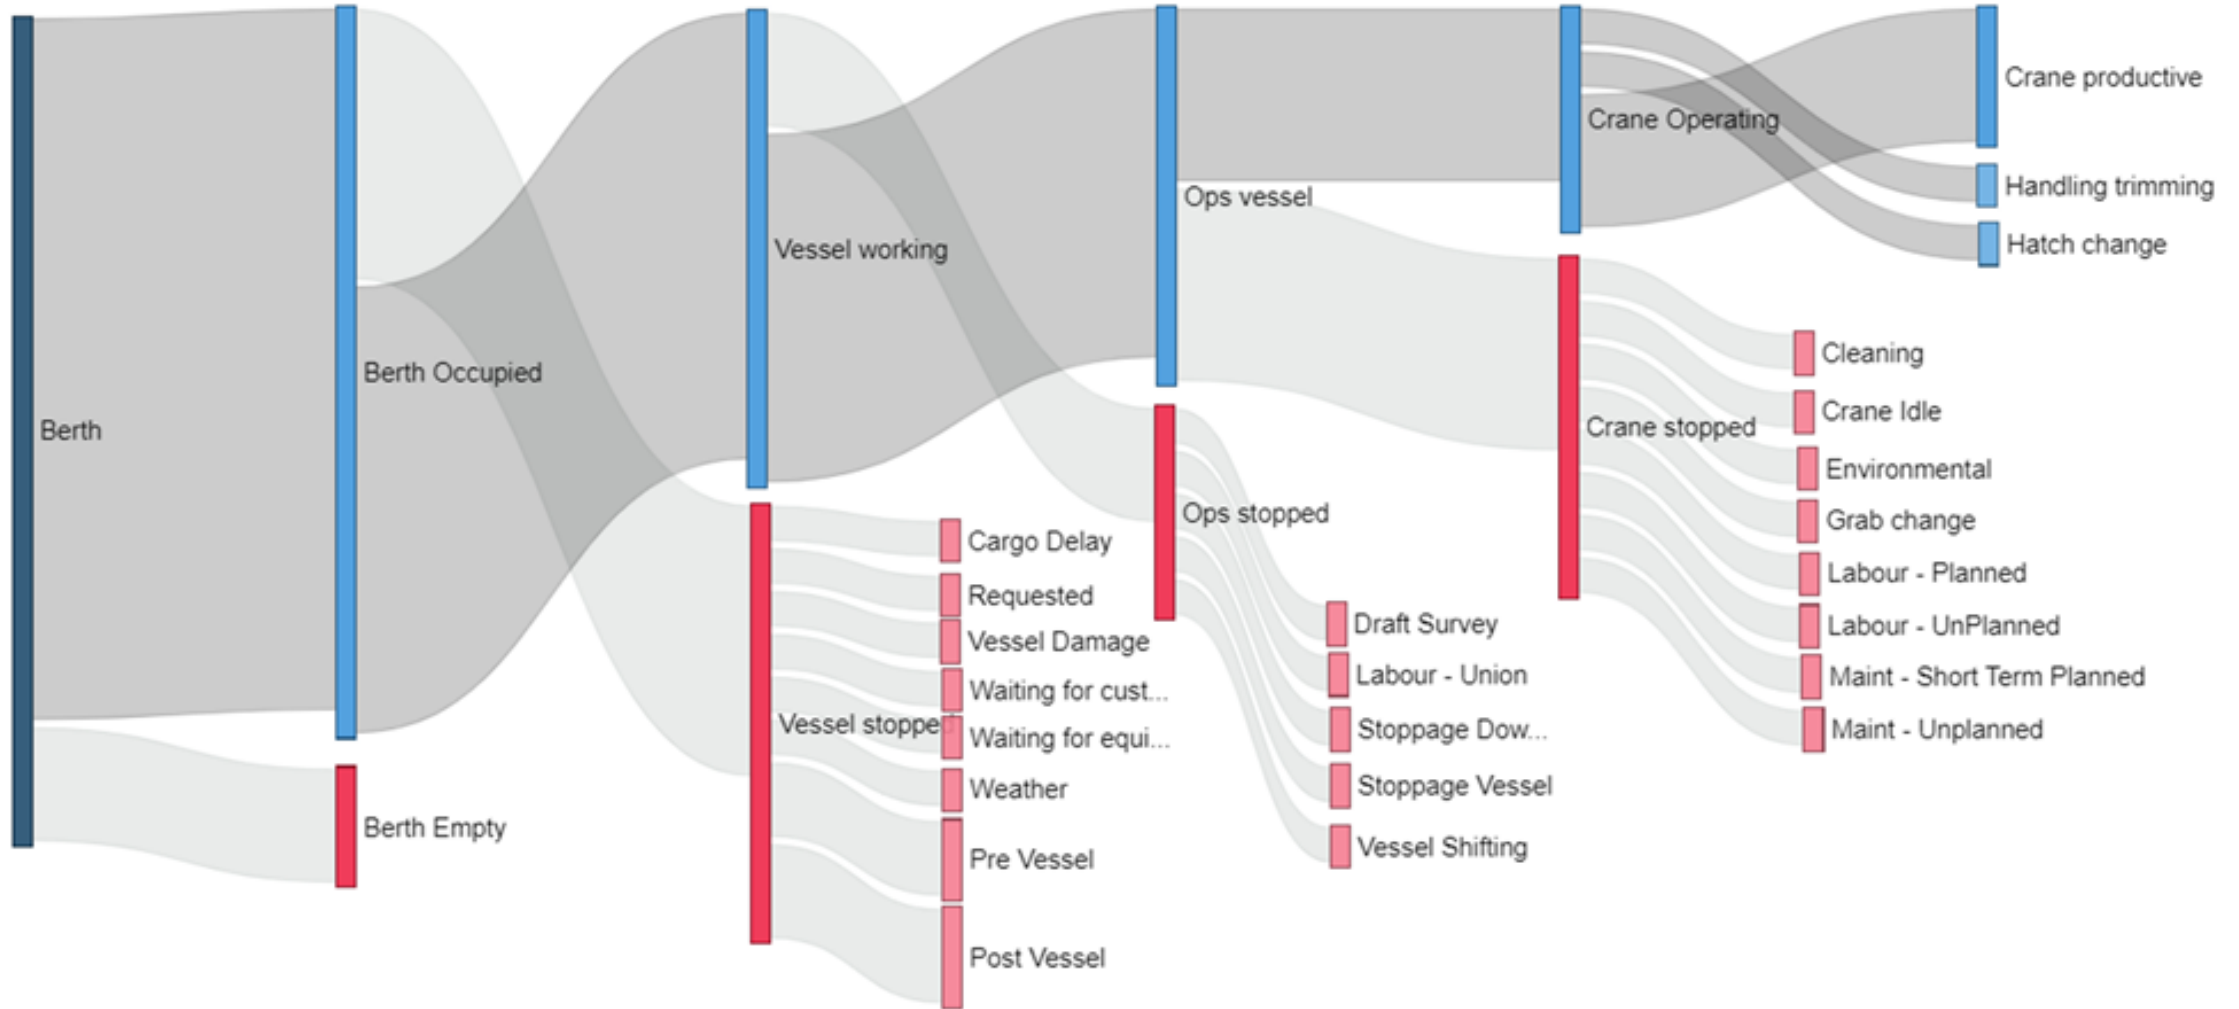 Berth
Berth Occupied
Berth Empty
Vessel working
Vessel stopped
Cargo Delay
Requested
Vessel Damage
Waiting for cust...
Waiting for equi...
Weather
Pre Vessel
Post Vessel
Ops vessel
Ops stopped
Draft Survey
Labour - Union
Stoppage Dow...
Stoppage Vessel
Vessel Shifting
Crane Operating
Crane stopped
Crane productive
Handling trimming
Hatch change
Cleaning
Crane Idle
Environmental
Grab change
Labour - Planned
Labour - UnPlanned
Maint - Short Term Planned
Maint - Unplanned